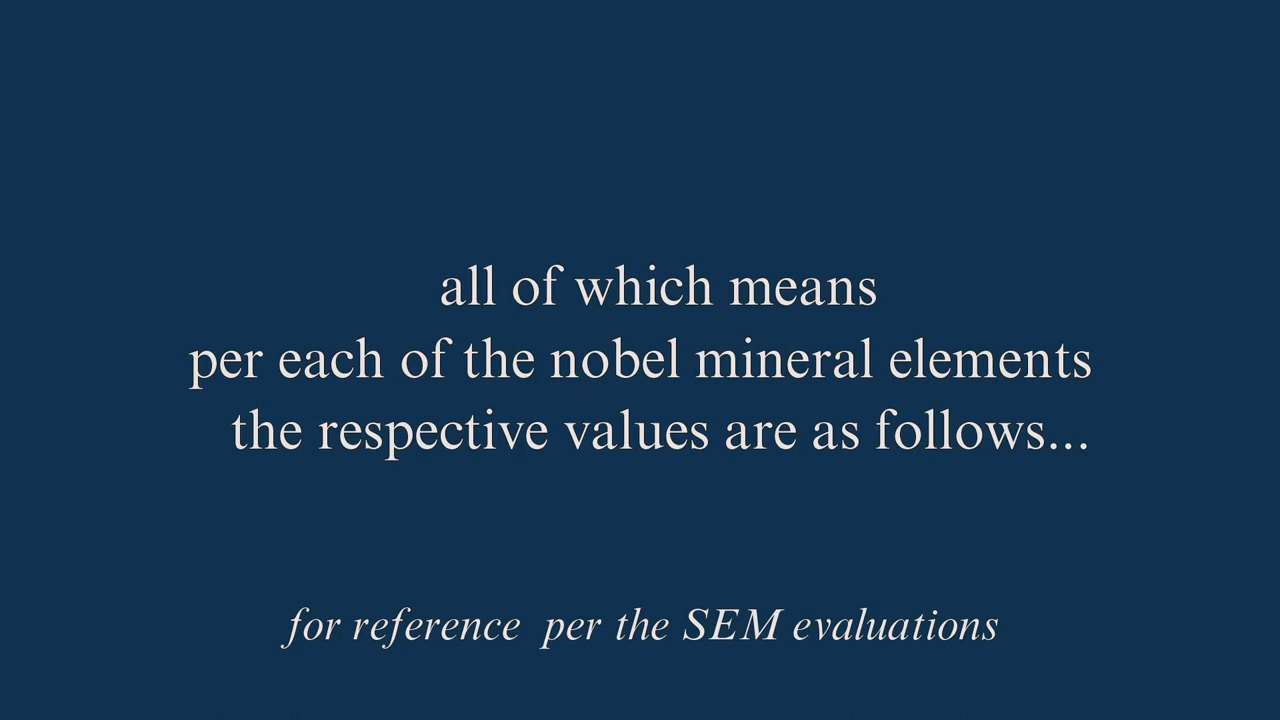 all of which means
per each of the nobel mineral elements
the respective values are as follows...
for reference per the SEM evaluations